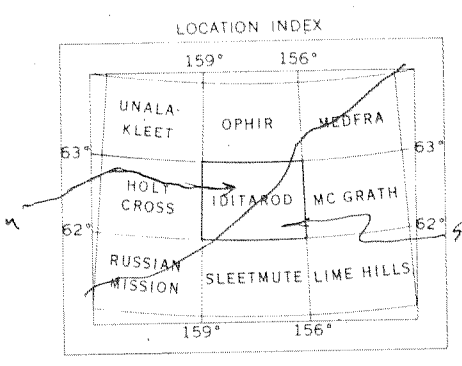 LOCATION INDEX
159° 156°
UNALA-
KLEET
OPHIR
MEDFRA
63° 63°
HOLY
CROSS
IDITAROD
MC GRATH
62° 62°
n
s
RUSSIAN
MISSION
SLEETMUTE
LIME HILLS
159° 156°